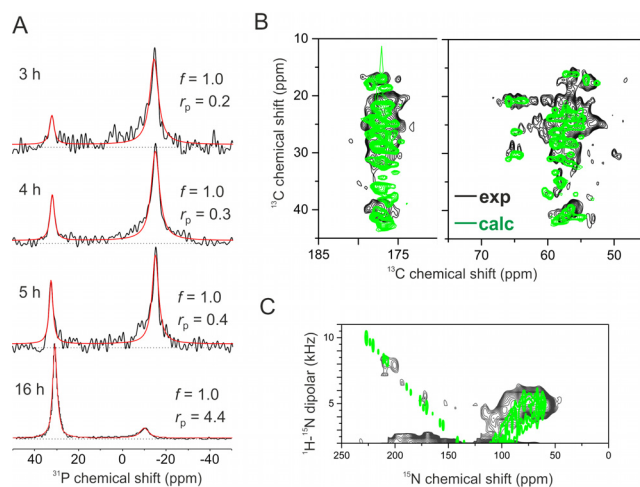 A
3 h
f = 1.0
rp = 0.2
4 h
f = 1.0
rp = 0.3
5 h
f = 1.0
rp = 0.4
16 h
f = 1.0
rp = 4.4
40 20 0 -20 -40
31P chemical shift (ppm)
B
10
20
30
40
13C chemical shift (ppm)
exp
calc
185 175 70 60 50
13C chemical shift (ppm)
C
10
5
1H-15N dipolar (kHz)
250 200 150 100 50 0
15N chemical shift (ppm)